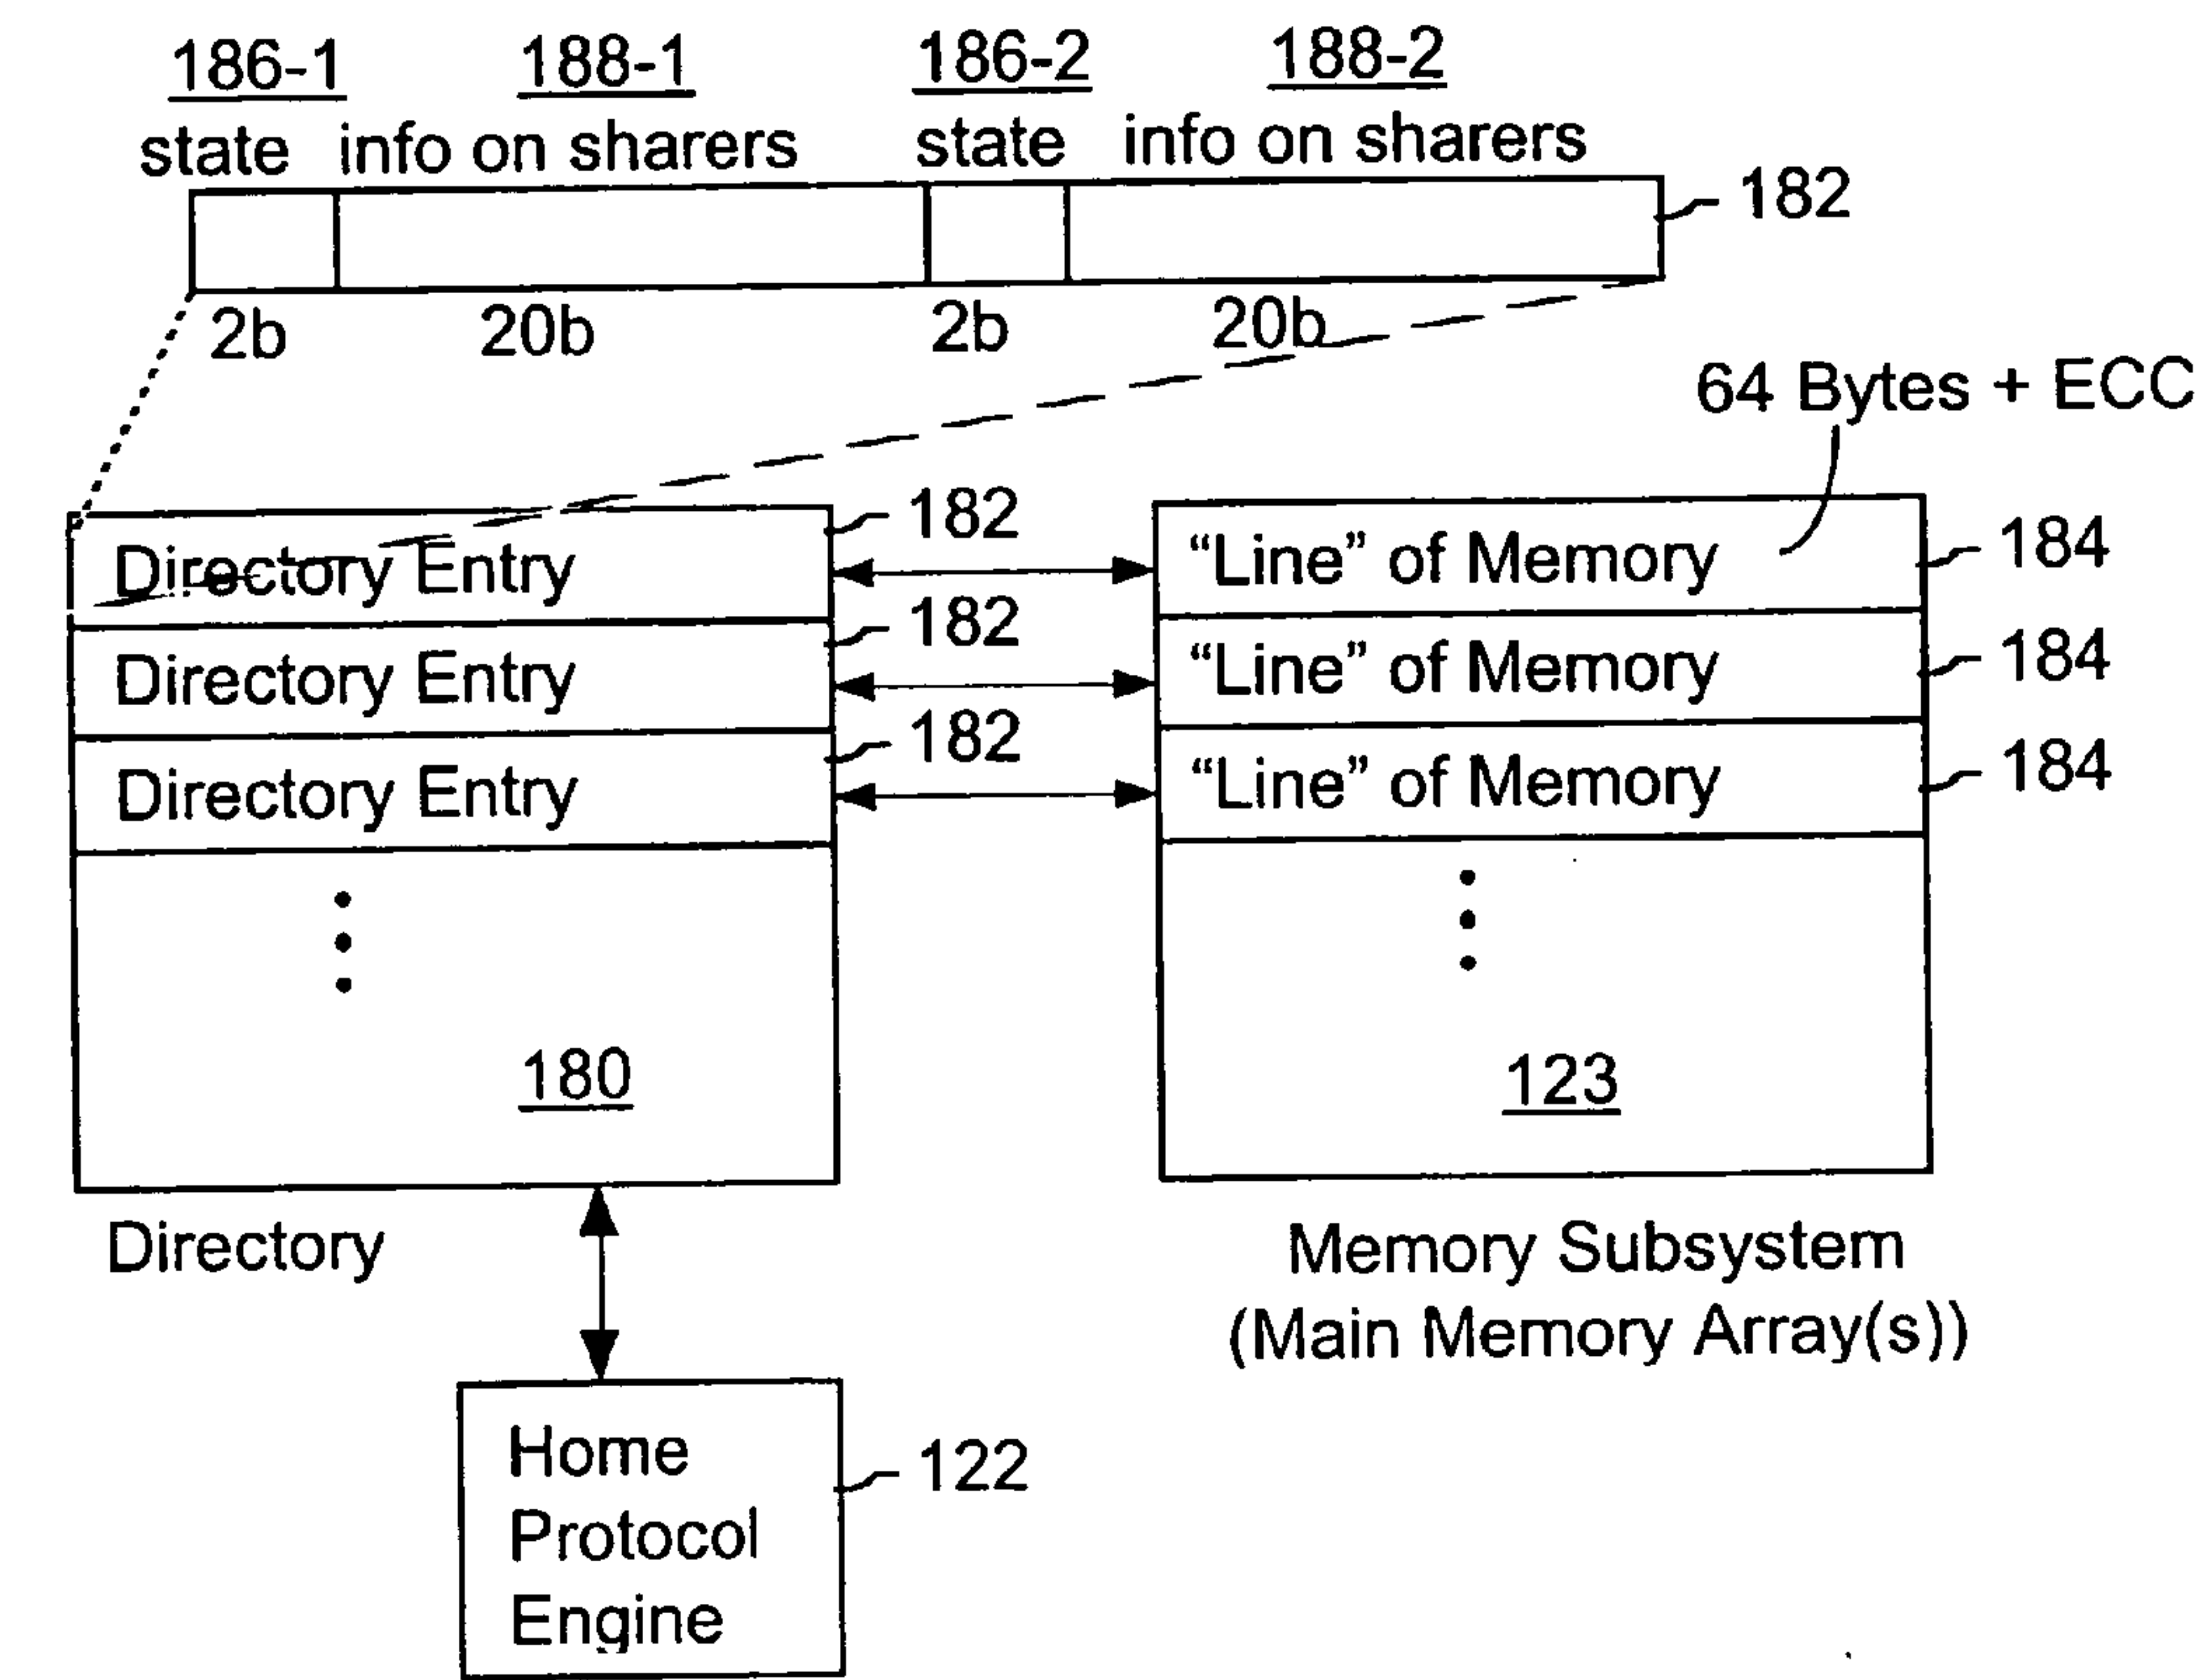 186-1 188-1 186-2 188-2
state info on sharers state info on sharers
182
2b 20b 2b 20b
64 Bytes + ECC
182
Directory Entry
"Line" of Memory
184
182
Directory Entry
"Line" of Memory
184
182
Directory Entry
"Line" of Memory
184
180
123
Directory
Memory Subsystem
(Main Memory Array(s))
Home
Protocol
Engine
122